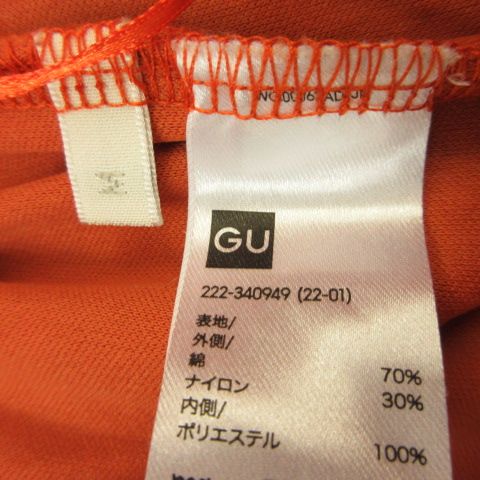 M
GU
222-340949 (22-01)
表地/
外側/
綿 70%
ナイロン 30%
内側/
ポリエステル 100%